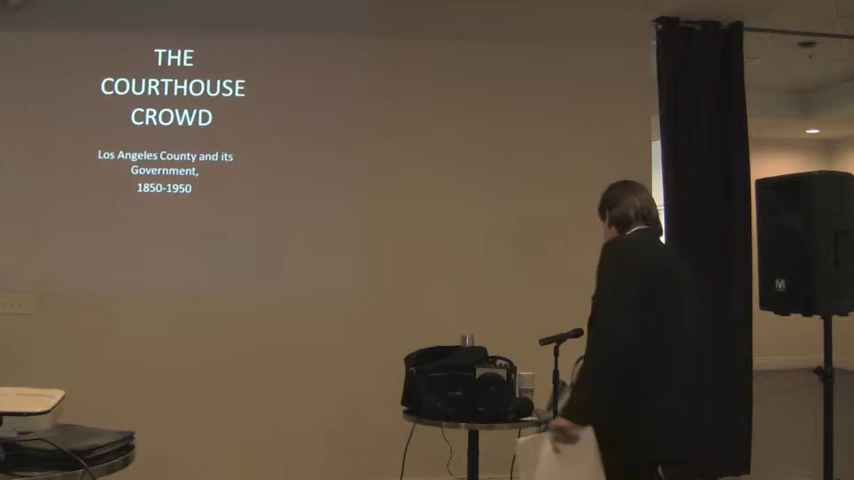 THE
COURTHOUSE
CROWD
Los Angeles County and its
Government,
1850-1950